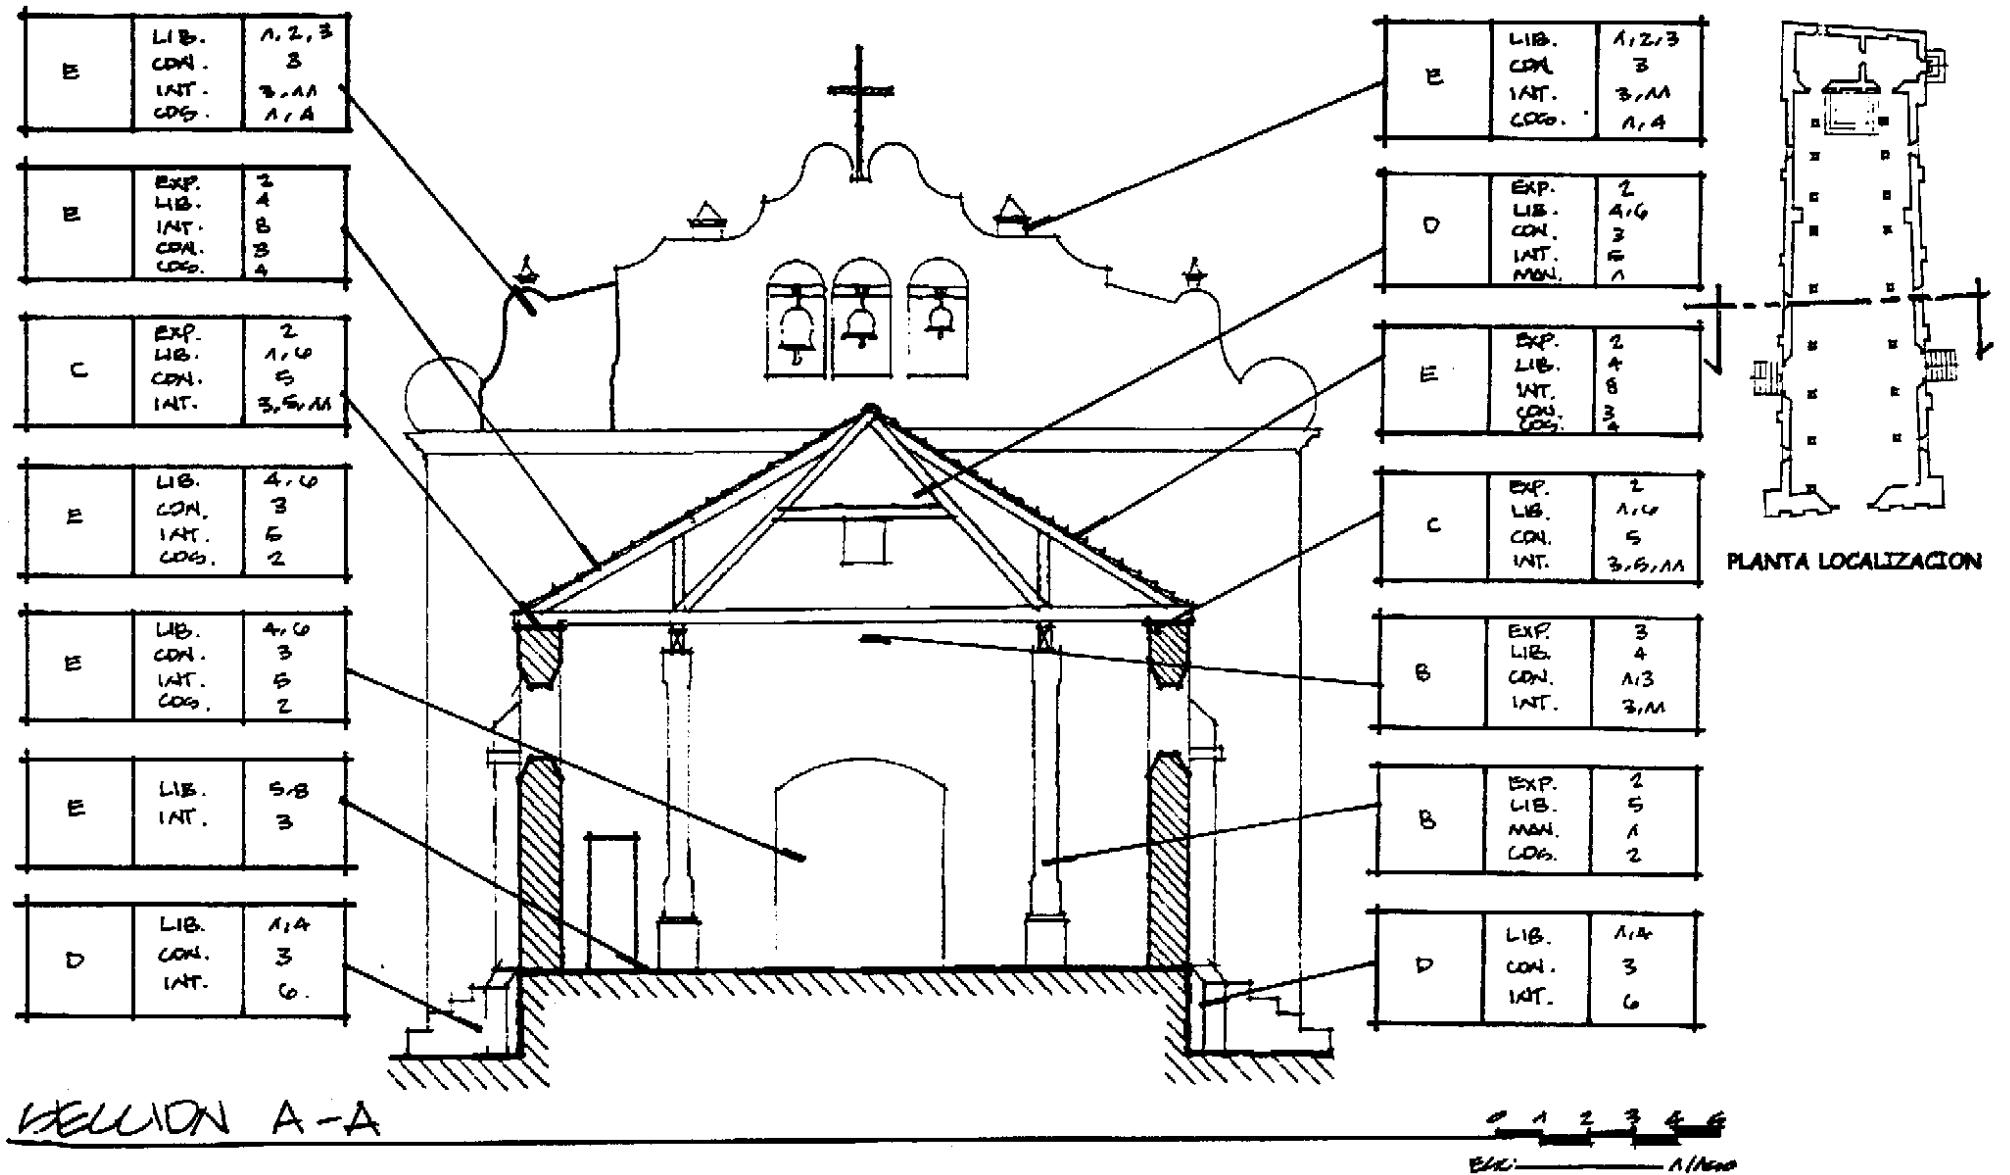 E
LIB. 1,2,3
CON. 3
INT. 3,11
COG. 1,4
E
EXP. 2
LIB. 4
INT. 8
CON. 3
COG. 4
C
EXP. 2
LIB. 1,6
CON. 5
INT. 3,5,11
E
LIB. 4,6
CON. 3
INT. 5
COG. 2
E
LIB. 4,6
CON. 3
INT. 5
COG. 2
E
LIB. 5,8
INT. 3
D
LIB. 1,4
CON. 3
INT. 6.
E
LIB. 1,2,3
CON 3
INT. 3,11
COG. 1,4
D
EXP. 2
LIB. 4,6
CON. 3
INT. 5
MAN. 1
E
EXP. 2
LIB. 4
INT. 8
CON. 3
COG. 4
C
EXP. 2
LIB. 1,6
CON. 5
INT. 3,5,11
B
EXP. 3
LIB. 4
CON. 1,3
INT. 3,11
B
EXP. 2
LIB. 5
MAN. 1
COG. 2
D
LIB. 1,4
CON. 3
INT. 6
PLANTA LOCALIZACION
SECCION A-A
0 1 2 3 4 5
ESC: